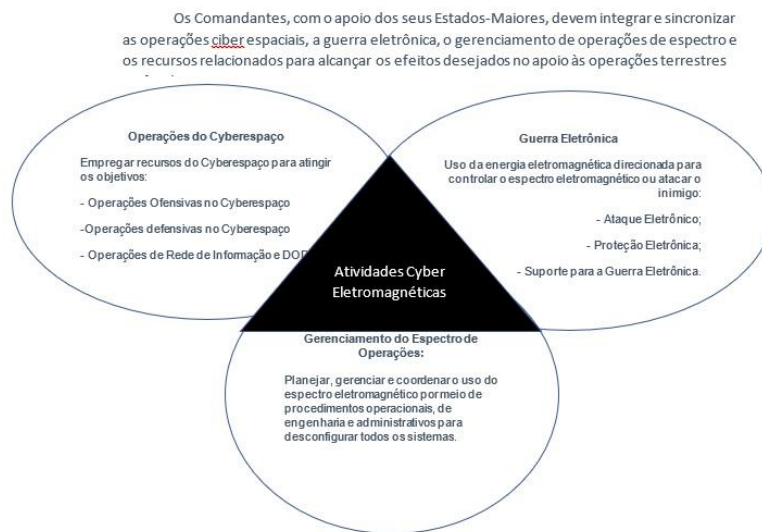 Os Comandantes, com o apoio dos seus Estados-Maiores, devem integrar e sincronizar
as operações ciber espaciais, a guerra eletrônica, o gerenciamento de operações de espectro e
os recursos relacionados para alcançar os efeitos desejados no apoio às operações terrestres
Operações do Cyberespaço
Empregar recursos do Cyberespaço para atingir
os objetivos:
- Operações Ofensivas no Cyberespaço
-Operações defensivas no Cyberespaço
- Operações de Rede de Informação e
Guerra Eletrônica
Uso da energia eletromagnética direcionada para
controlar o espectro eletromagnético ou atacar o
inimigo:
- Ataque Eletrônico;
- Proteção Eletrônica;
- Suporte para a Guerra Eletrônica.
Atividades Cyber
Eletromagnéticas
Gerenciamento do Espectro de
Operações:
Planejar, gerenciar e coordenar o uso do
espectro eletromagnético por meio de
procedimentos operacionais, de
engenharia e administrativos para
desconfigurar todos os sistemas.